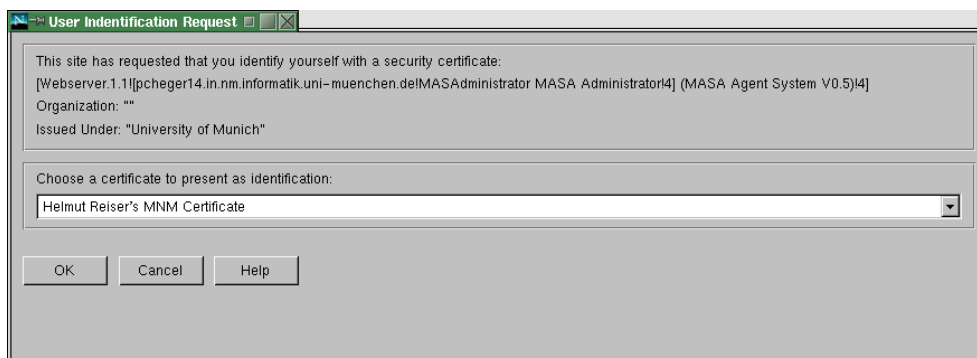 User Indentification Request
This site has requested that you identify yourself with a security certificate:
[Webserver.1.1![pcheger14.in.nm.informatik.uni-muenchen.de!MASAdministrator MASA Administrator!4] (MASA Agent System V0.5)!4]
Organization: ""
Issued Under: "University of Munich"
Choose a certificate to present as identification:
Helmut Reiser's MNM Certificate
OK Cancel Help